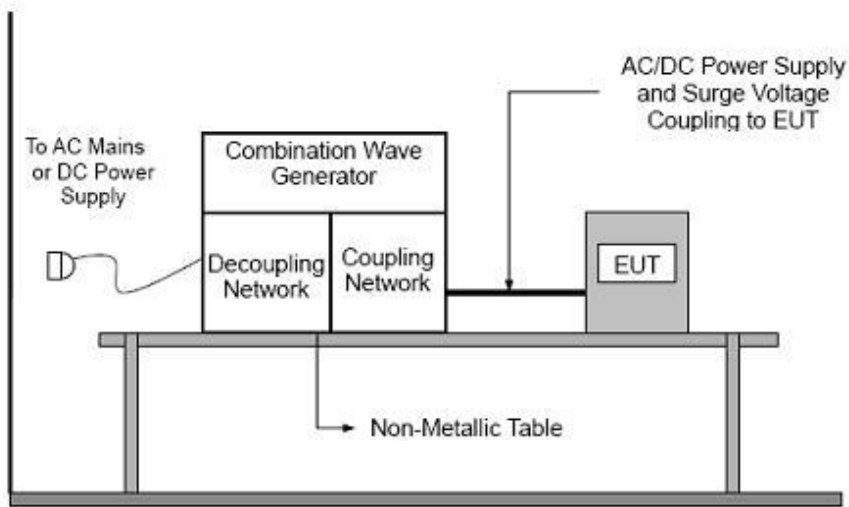 To AC Mains
or DC Power
Supply
Combination Wave
Generator
Decoupling
Network
Coupling
Network
AC/DC Power Supply
and Surge Voltage
Coupling to EUT
EUT
Non-Metallic Table